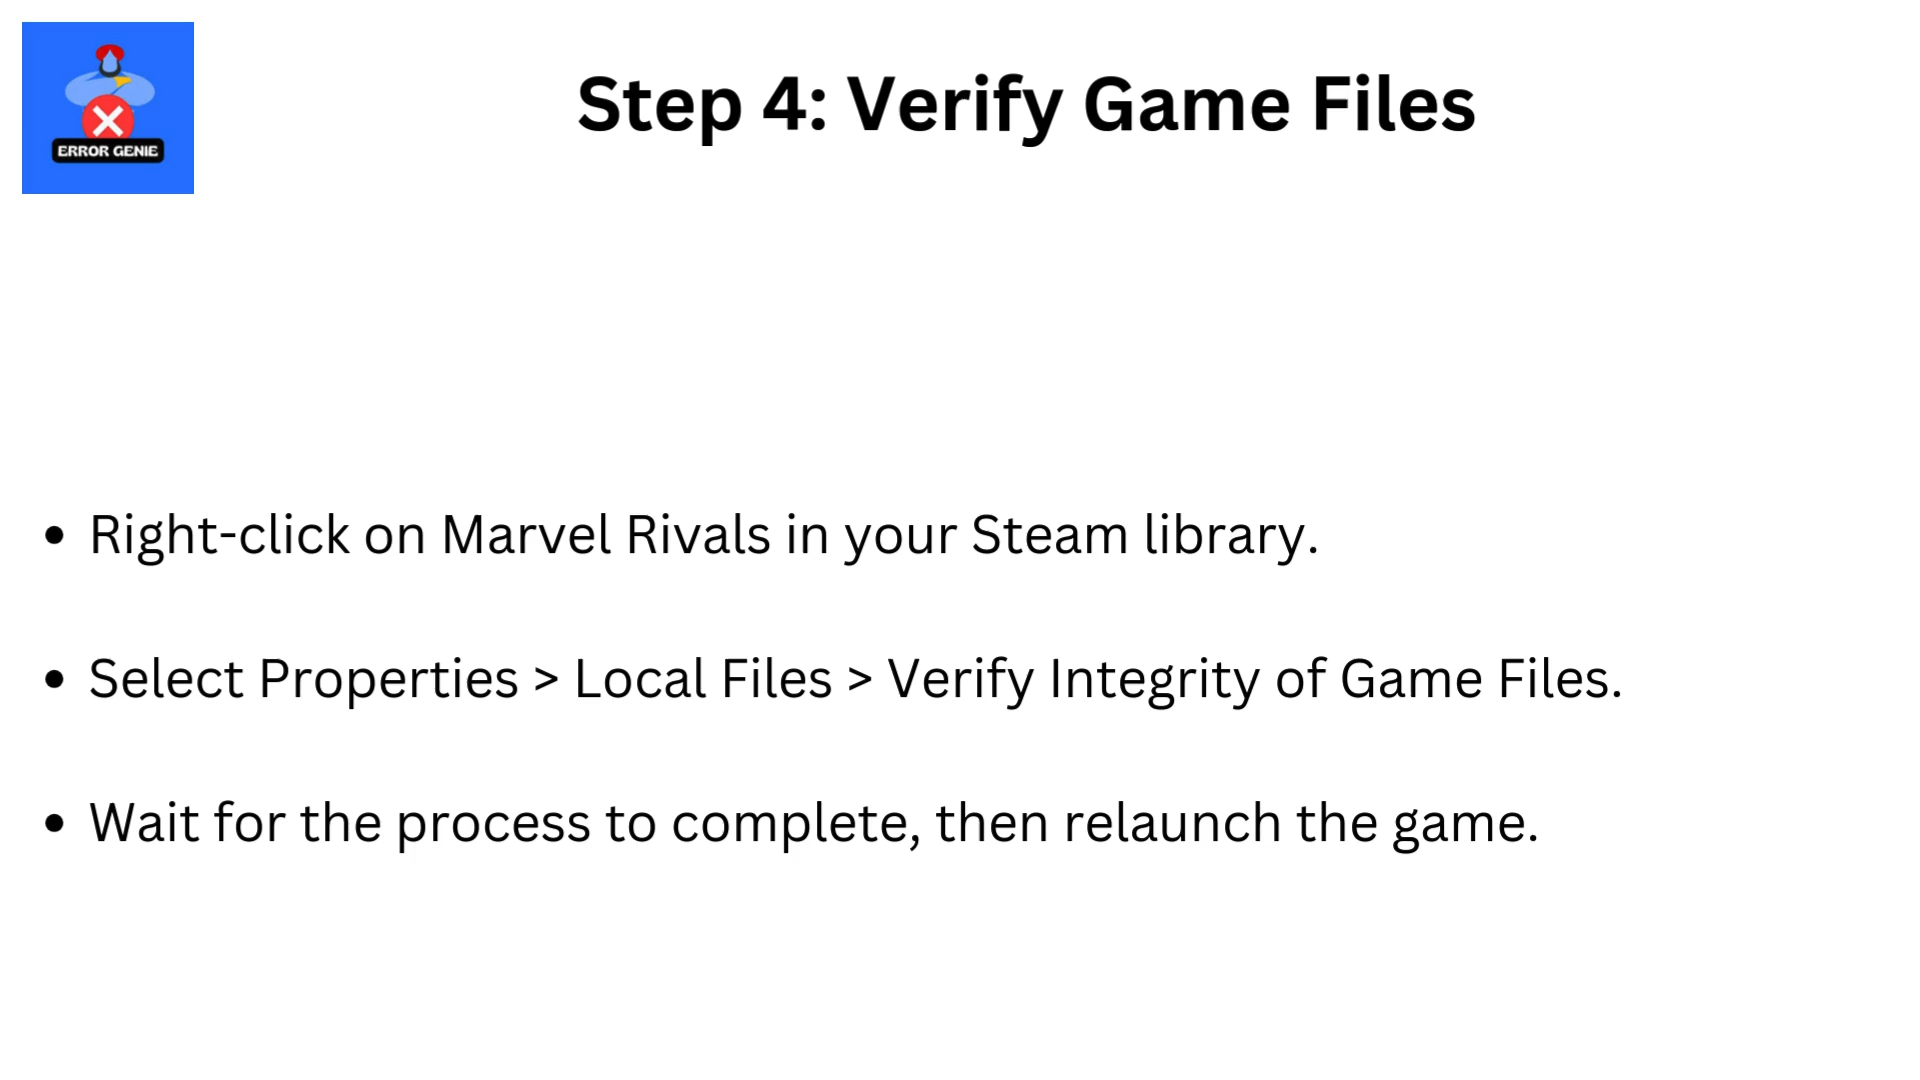 ERROR GENIE
Step 4: Verify Game Files
• Right-click on Marvel Rivals in your Steam library.
• Select Properties > Local Files > Verify Integrity of Game Files.
• Wait for the process to complete, then relaunch the game.